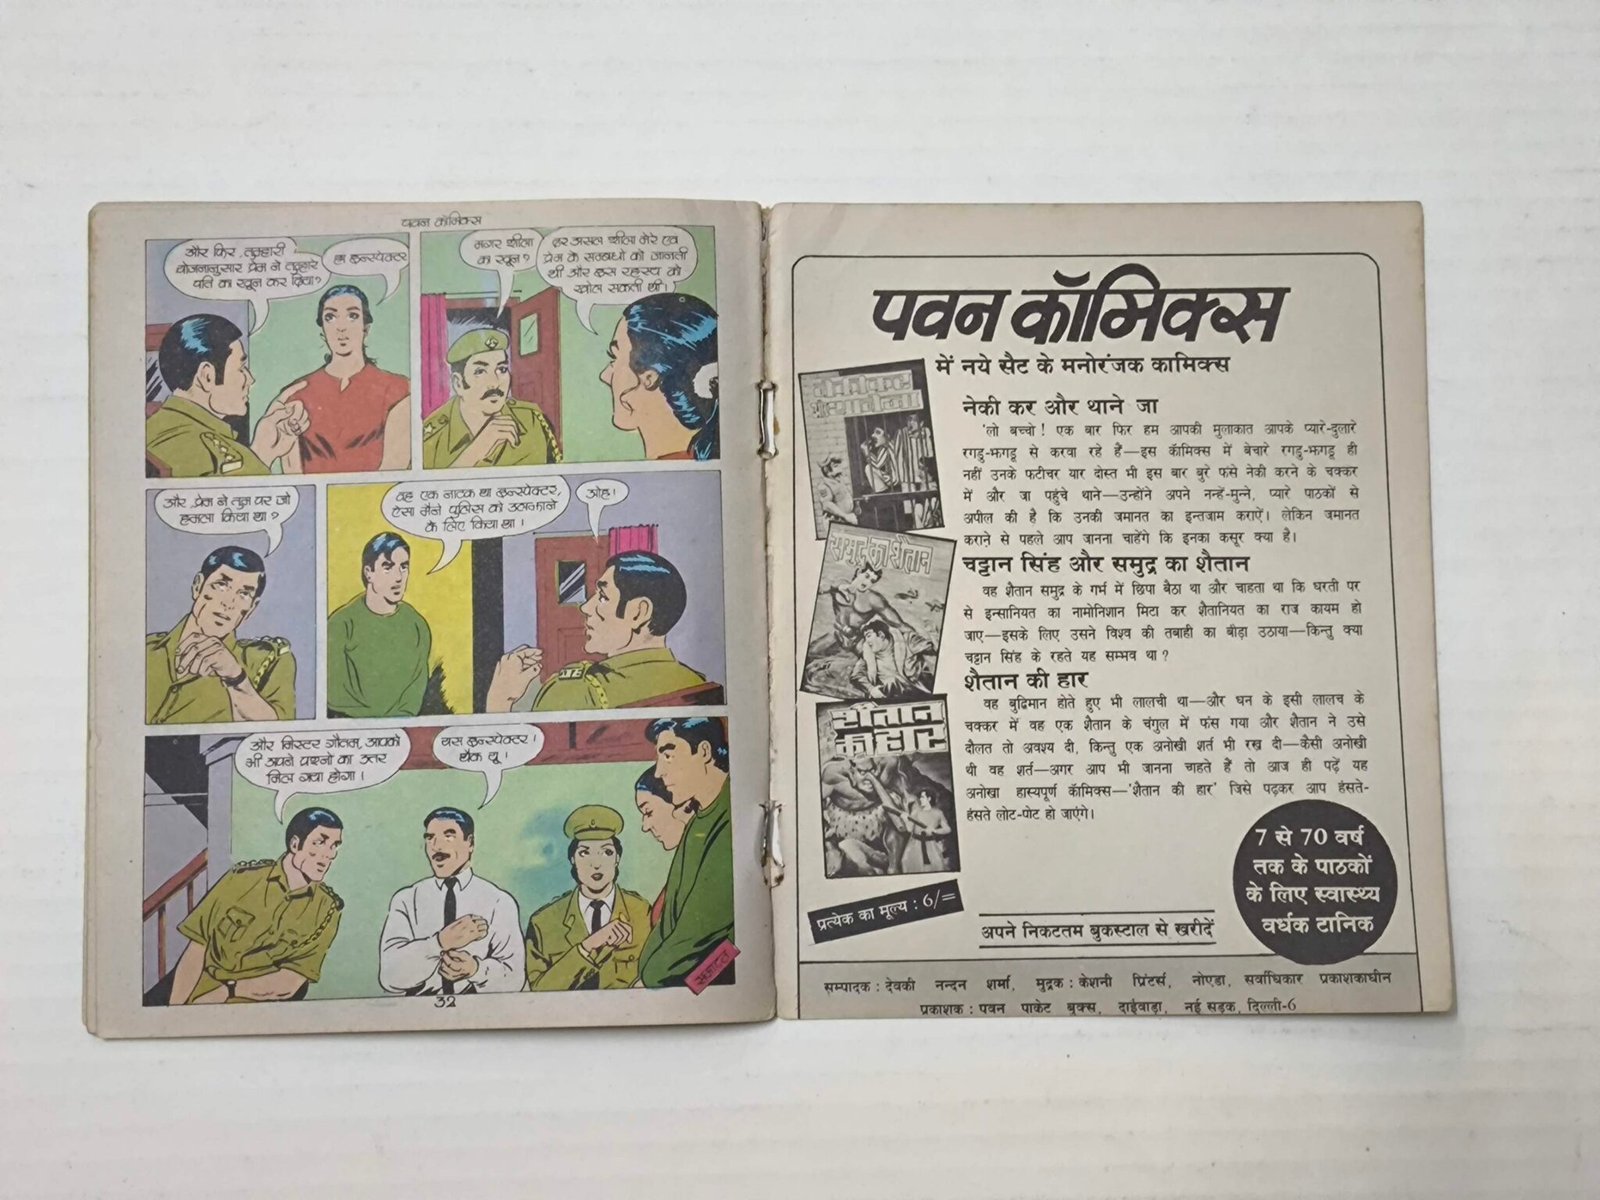 पवन कॉमिक्स
और फिर, तुम्हारी
योजनानुसार प्रेम ने तुम्हारे
पति का खून कर दिया?
हां इन्स्पेक्टर
मगर शीला
का खून?
दर असल शीला मेरे एवं
प्रेम के सम्बन्धों को जानती
थी और इस रहस्य को
खोल सकती थी।
और प्रेम ने तुम पर जो
हमला किया था?
वह एक नाटक था इन्स्पेक्टर,
ऐसा मैंने पुलिस को उलझाने
के लिए किया था।
ओह!
और मिस्टर गौतम, आपको
भी अपने प्रश्नों का उत्तर
मिल गया होगा।
यस इन्स्पेक्टर।
थैंक यू।
समाप्त
32
पवन कॉमिक्स
में नये सैट के मनोरंजक कामिक्स
नेकी कर और थाने जा
'लो बच्चो! एक बार फिर हम आपकी मुलाकात आपके प्यारे-दुलारे
रगडू-झगडू से करवा रहे हैं—इस कॉमिक्स में बेचारे रगडू-झगडू ही
नहीं उनके फटीचर यार दोस्त भी इस बार बुरे फंसे नेकी करने के चक्कर
में और जा पहुंचे थाने—उन्होंने अपने नन्हें-मुन्ने, प्यारे पाठकों से
अपील की है कि उनकी जमानत का इन्तजाम कराऐं। लेकिन जमानत
कराने से पहले आप जानना चाहेंगे कि इनका कसूर क्या है।
चट्टान सिंह और समुद्र का शैतान
वह शैतान समुद्र के गर्भ में छिपा बैठा था और चाहता था कि धरती पर
से इन्सानियत का नामोनिशान मिटा कर शैतानियत का राज कायम हो
जाए—इसके लिए उसने विश्व की तबाही का बीड़ा उठाया—किन्तु क्या
चट्टान सिंह के रहते यह सम्भव था?
शैतान की हार
वह बुद्धिमान होते हुए भी लालची था—और धन के इसी लालच के
चक्कर में वह एक शैतान के चंगुल में फंस गया और शैतान ने उसे
दौलत तो अवश्य दी, किन्तु एक अनोखी शर्त भी रख दी—कैसी अनोखी
थी वह शर्त—अगर आप भी जानना चाहते हैं तो आज ही पढ़ें यह
अनोखा हास्यपूर्ण कॉमिक्स—'शैतान की हार' जिसे पढ़कर आप हंसते-
हंसते लोट-पोट हो जाएंगे।
समुद्र का शैतान
शैतान
की हार
प्रत्येक का मूल्य : 6/=
अपने निकटतम बुकस्टाल से खरीदें
7 से 70 वर्ष
तक के पाठकों
के लिए स्वास्थ्य
वर्धक टानिक
सम्पादक : देवकी नन्दन शर्मा, मुद्रक : केशनी प्रिंटर्स, नोएडा, सर्वाधिकार प्रकाशकाधीन
प्रकाशक : पवन पाकेट बुक्स, दाईवाड़ा, नई सड़क, दिल्ली-6